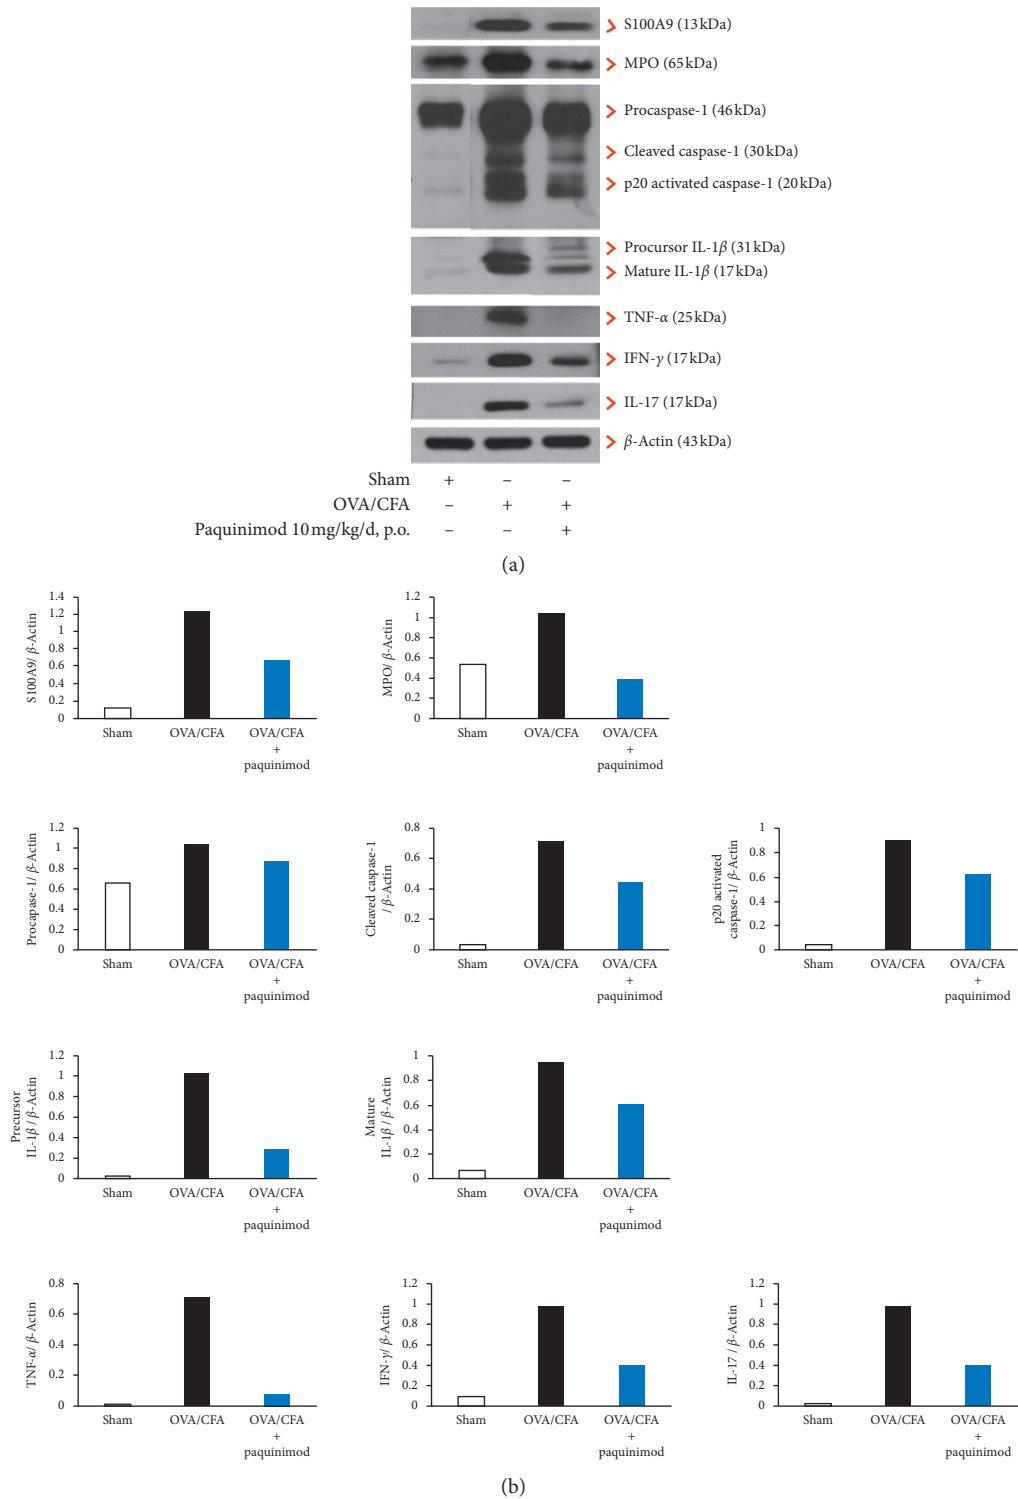 S100A9 (13 kDa)
MPO (65 kDa)
Procaspase-1 (46 kDa)
Cleaved caspase-1 (30 kDa)
p20 activated caspase-1 (20 kDa)
Procursor IL-1β (31 kDa)
Mature IL-1β (17 kDa)
TNF-α (25 kDa)
IFN-γ (17 kDa)
IL-17 (17 kDa)
β-Actin (43 kDa)
Sham + – –
OVA/CFA – + +
Paquinimod 10 mg/kg/d, p.o. – – +
(a)
S100A9/ β-Actin
1.4
1.2
1
0.8
0.6
0.4
0.2
0
Sham OVA/CFA OVA/CFA
+
paquinimod
MPO/ β-Actin
1.2
1
0.8
0.6
0.4
0.2
0
Sham OVA/CFA OVA/CFA
+
paquinimod
Procapase-1/ β-Actin
1.2
1
0.8
0.6
0.4
0.2
0
Sham OVA/CFA OVA/CFA
+
paquinimod
Cleaved caspase-1
/ β-Actin
0.8
0.6
0.4
0.2
0
Sham OVA/CFA OVA/CFA
+
paquinimod
p20 activated
caspase-1/ β-Actin
1
0.8
0.6
0.4
0.2
0
Sham OVA/CFA OVA/CFA
+
paquinimod
Precursor
IL-1β / β-Actin
1.2
1
0.8
0.6
0.4
0.2
0
Sham OVA/CFA OVA/CFA
+
paquinimod
Mature
IL-1β / β-Actin
1
0.8
0.6
0.4
0.2
0
Sham OVA/CFA OVA/CFA
+
paqunimod
TNF-α/ β-Actin
0.8
0.6
0.4
0.2
0
Sham OVA/CFA OVA/CFA
+
paquinimod
IFN-γ/ β-Actin
1.2
1
0.8
0.6
0.4
0.2
0
Sham OVA/CFA OVA/CFA
+
paquinimod
IL-17 / β-Actin
1.2
1
0.8
0.6
0.4
0.2
0
Sham OVA/CFA OVA/CFA
+
paquinimod
(b)